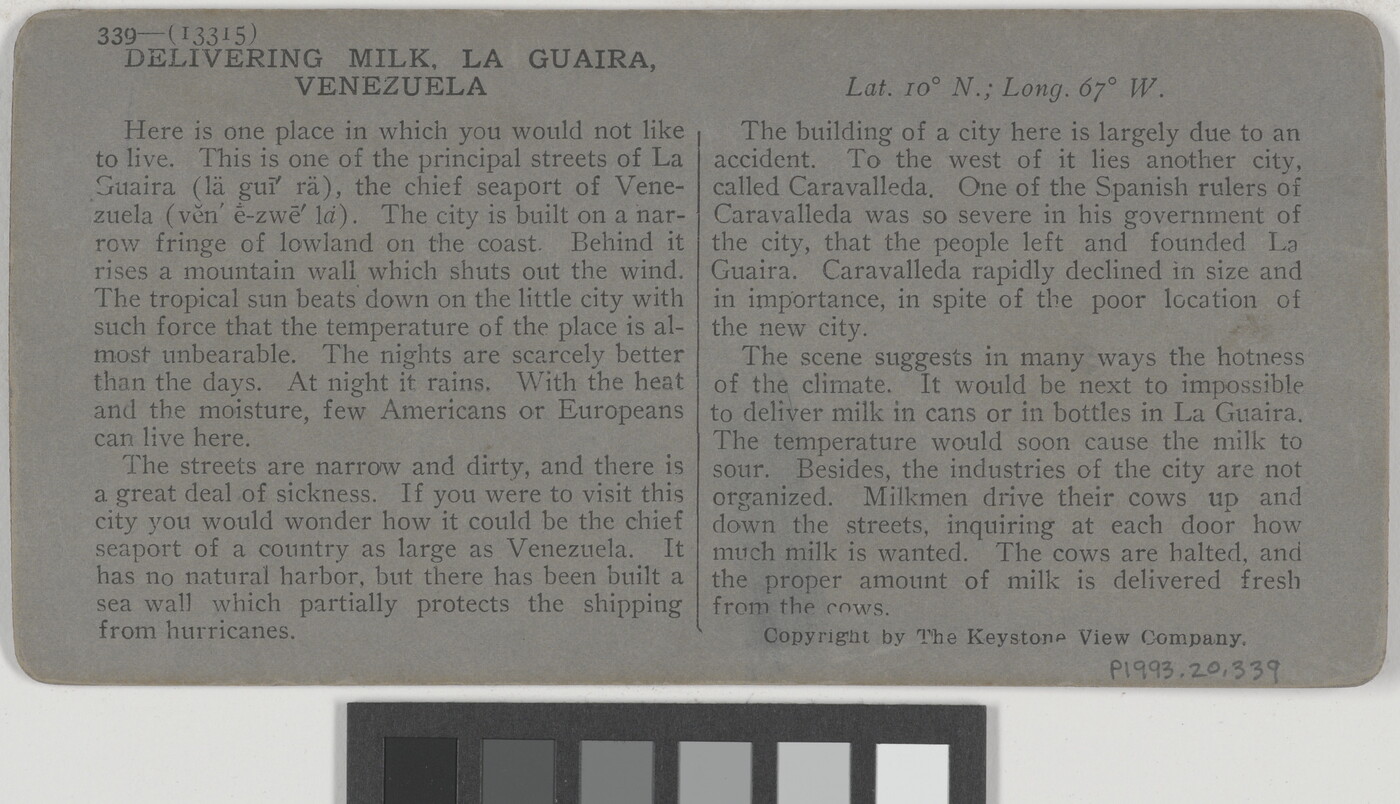 339—(13315)
DELIVERING MILK, LA GUAIRA,
VENEZUELA
Here is one place in which you would not like
to live. This is one of the principal streets of La
Guaira (lä guī′ rä), the chief seaport of Vene-
zuela (vĕn′ ē-zwē′ lȧ). The city is built on a nar-
row fringe of lowland on the coast. Behind it
rises a mountain wall which shuts out the wind.
The tropical sun beats down on the little city with
such force that the temperature of the place is al-
most unbearable. The nights are scarcely better
than the days. At night it rains. With the heat
and the moisture, few Americans or Europeans
can live here.
The streets are narrow and dirty, and there is
a great deal of sickness. If you were to visit this
city you would wonder how it could be the chief
seaport of a country as large as Venezuela. It
has no natural harbor, but there has been built a
sea wall which partially protects the shipping
from hurricanes.
Lat. 10° N.; Long. 67° W.
The building of a city here is largely due to an
accident. To the west of it lies another city,
called Caravalleda. One of the Spanish rulers of
Caravalleda was so severe in his government of
the city, that the people left and founded La
Guaira. Caravalleda rapidly declined in size and
in importance, in spite of the poor location of
the new city.
The scene suggests in many ways the hotness
of the climate. It would be next to impossible
to deliver milk in cans or in bottles in La Guaira.
The temperature would soon cause the milk to
sour. Besides, the industries of the city are not
organized. Milkmen drive their cows up and
down the streets, inquiring at each door how
much milk is wanted. The cows are halted, and
the proper amount of milk is delivered fresh
from the cows.
Copyright by The Keystone View Company.
P1993.20.339